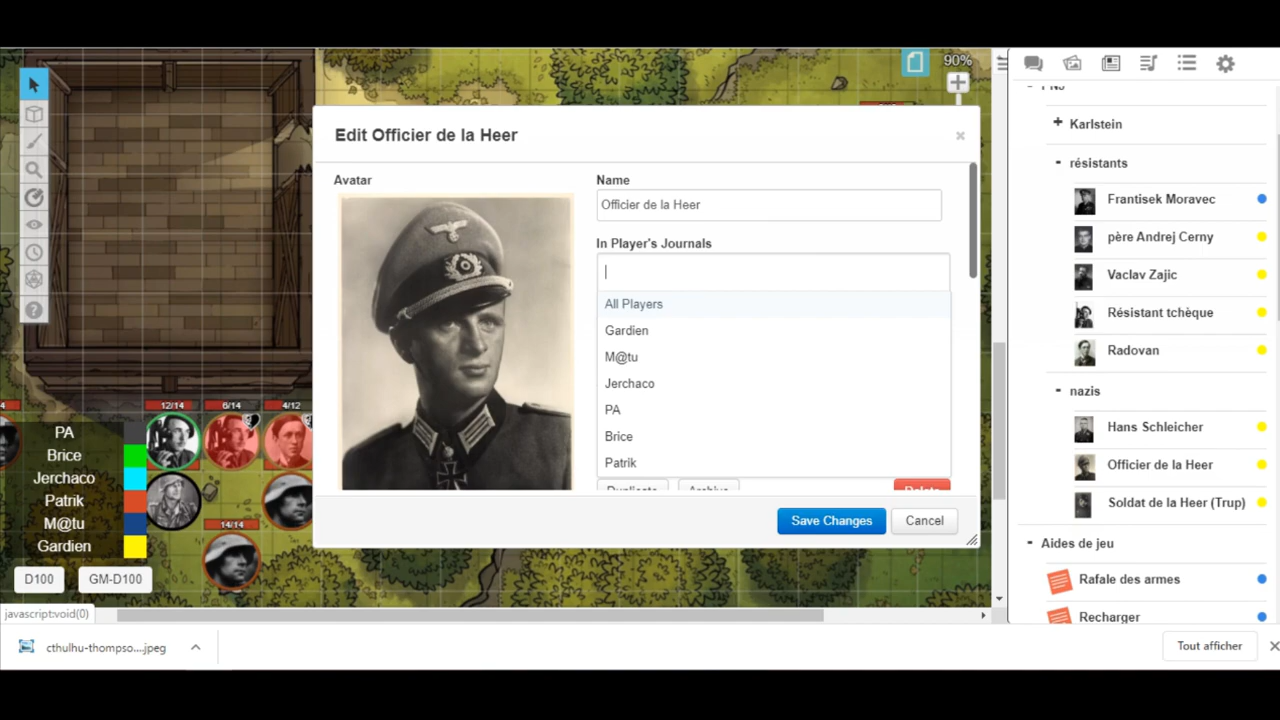 90%
PNJ
Karlstein
résistants
Frantisek Moravec
père Andrej Cerny
Vaclav Zajic
Résistant tchèque
Radovan
nazis
Hans Schleicher
Officier de la Heer
Soldat de la Heer (Trup)
Aides de jeu
Rafale des armes
Recharger
Edit Officier de la Heer
Avatar
Name
Officier de la Heer
In Player's Journals
All Players
Gardien
M@tu
Jerchaco
PA
Brice
Patrik
Duplicate Archive Delete
Save Changes Cancel
12/14 6/14 4/12
14/14
PA
Brice
Jerchaco
Patrik
M@tu
Gardien
D100 GM-D100
javascript:void(0)
cthulhu-thompso....jpeg
Tout afficher